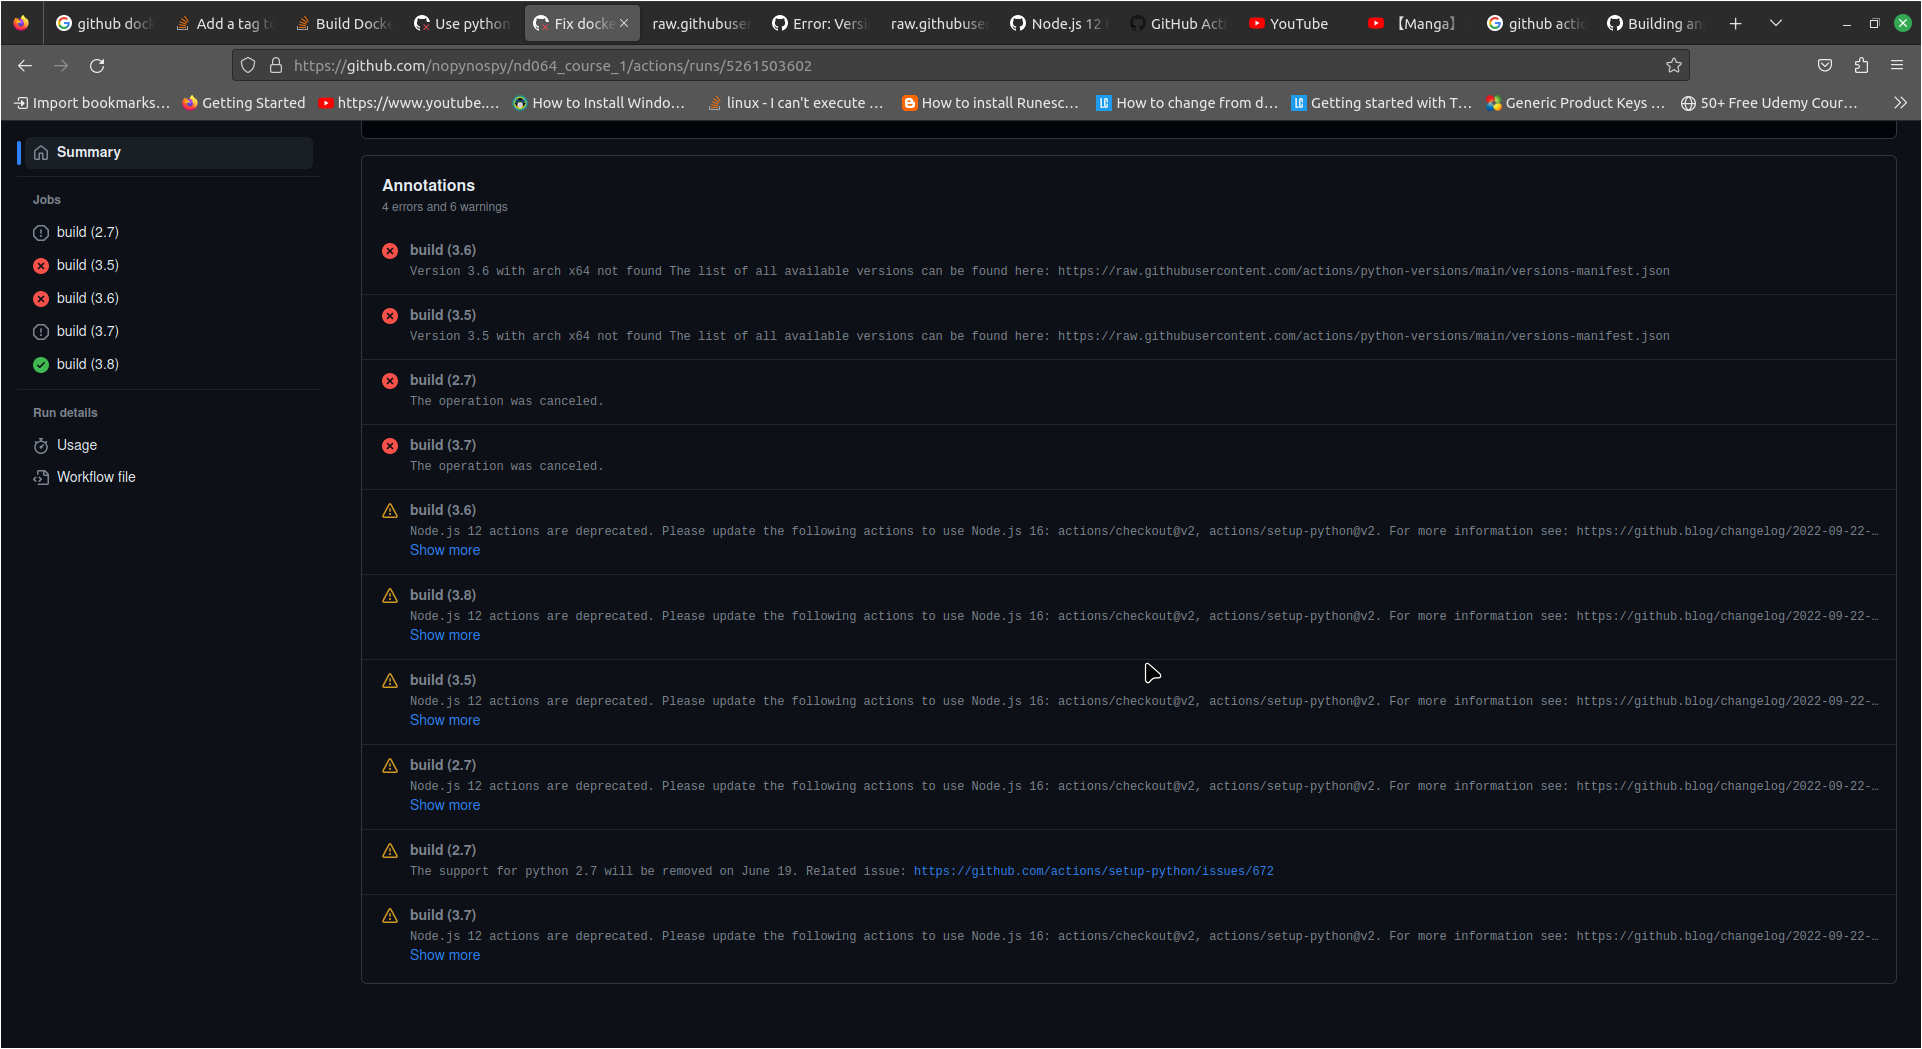 github doc
Add a tag to
Build Docke
Use python
Fix docke
raw.githubuser
Error: Versi
raw.githubuser
Node.js 12
GitHub Acti
YouTube
【Manga】
github actio
Building an
https://github.com/nopynospy/nd064_course_1/actions/runs/5261503602
Import bookmarks...
Getting Started
https://www.youtube....
How to Install Windo...
linux - I can't execute ...
How to install Runesc...
How to change from d...
Getting started with T...
Generic Product Keys ...
50+ Free Udemy Cour...
Summary
Jobs
build (2.7)
build (3.5)
build (3.6)
build (3.7)
build (3.8)
Run details
Usage
Workflow file
Annotations
4 errors and 6 warnings
build (3.6)
Version 3.6 with arch x64 not found The list of all available versions can be found here: https://raw.githubusercontent.com/actions/python-versions/main/versions-manifest.json
build (3.5)
Version 3.5 with arch x64 not found The list of all available versions can be found here: https://raw.githubusercontent.com/actions/python-versions/main/versions-manifest.json
build (2.7)
The operation was canceled.
build (3.7)
The operation was canceled.
build (3.6)
Node.js 12 actions are deprecated. Please update the following actions to use Node.js 16: actions/checkout@v2, actions/setup-python@v2. For more information see: https://github.blog/changelog/2022-09-22-…
Show more
build (3.8)
Node.js 12 actions are deprecated. Please update the following actions to use Node.js 16: actions/checkout@v2, actions/setup-python@v2. For more information see: https://github.blog/changelog/2022-09-22-…
Show more
build (3.5)
Node.js 12 actions are deprecated. Please update the following actions to use Node.js 16: actions/checkout@v2, actions/setup-python@v2. For more information see: https://github.blog/changelog/2022-09-22-…
Show more
build (2.7)
Node.js 12 actions are deprecated. Please update the following actions to use Node.js 16: actions/checkout@v2, actions/setup-python@v2. For more information see: https://github.blog/changelog/2022-09-22-…
Show more
build (2.7)
The support for python 2.7 will be removed on June 19. Related issue: https://github.com/actions/setup-python/issues/672
build (3.7)
Node.js 12 actions are deprecated. Please update the following actions to use Node.js 16: actions/checkout@v2, actions/setup-python@v2. For more information see: https://github.blog/changelog/2022-09-22-…
Show more